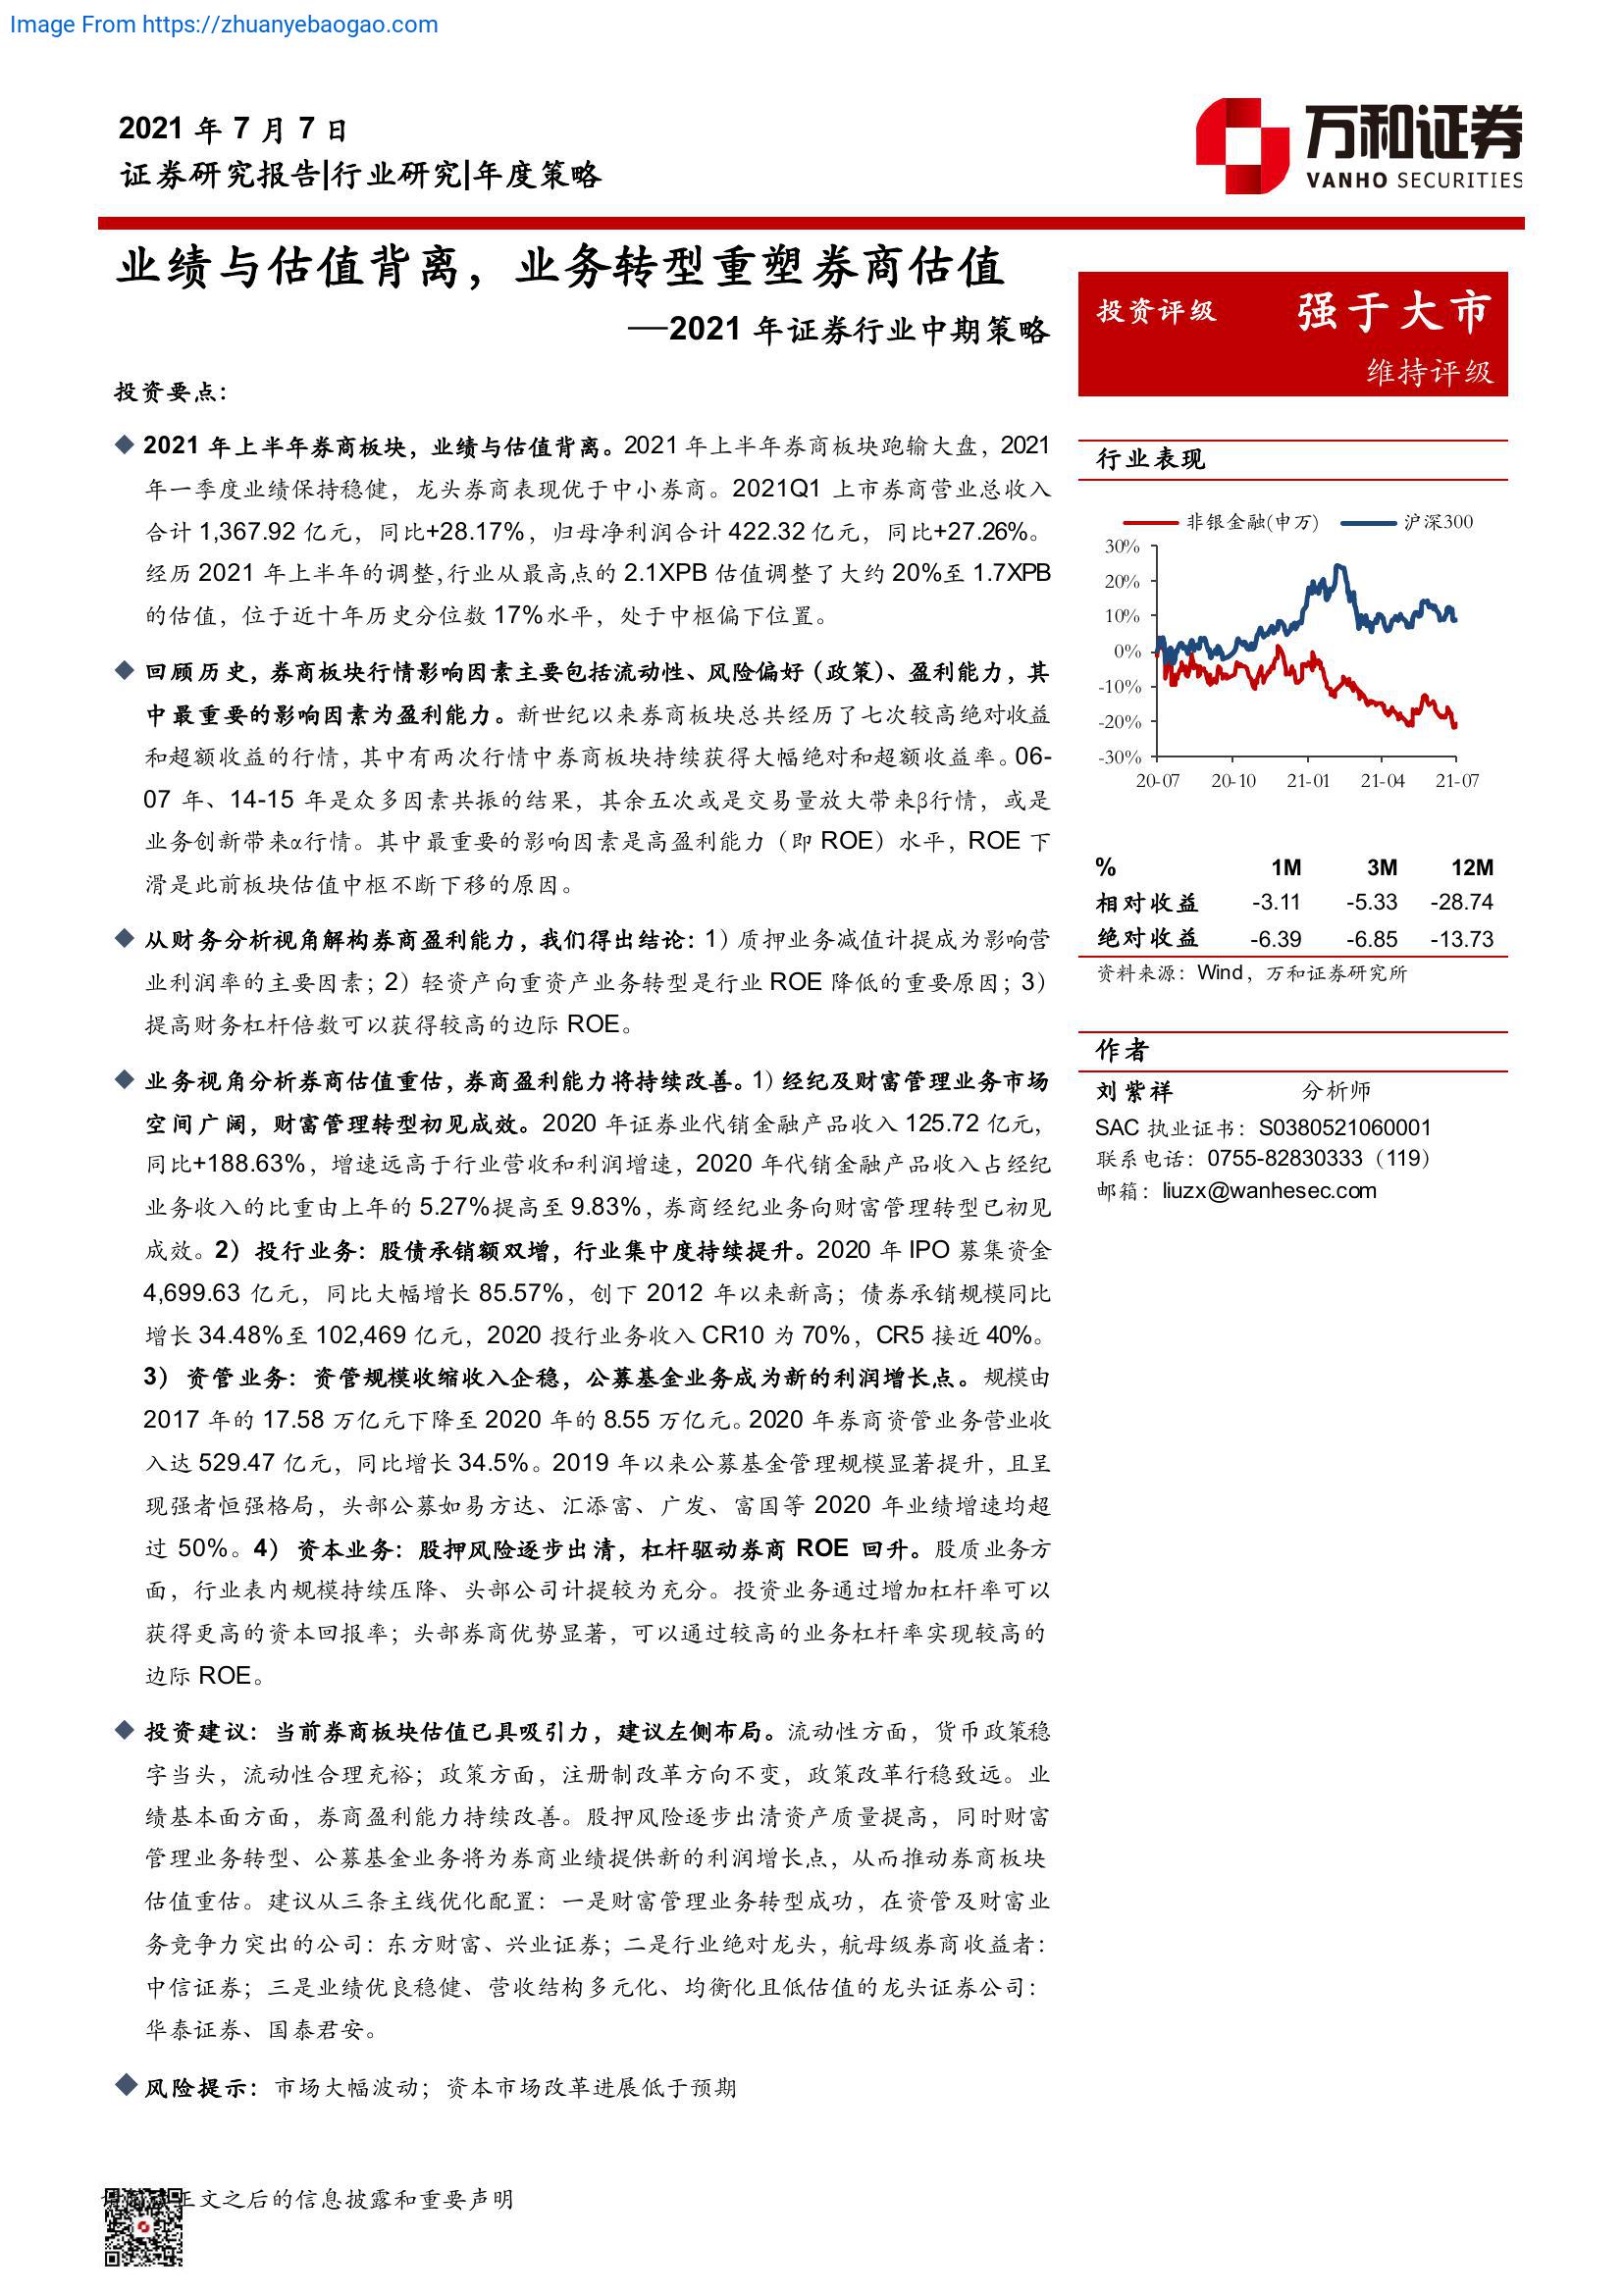 Image From https://zhuanyebaogao.com
2021 年 7 月 7 日
证券研究报告|行业研究|年度策略
万和证券
VANHO SECURITIES
业绩与估值背离，业务转型重塑券商估值
—2021 年证券行业中期策略
投资要点：
◆ 2021 年上半年券商板块，业绩与估值背离。2021 年上半年券商板块跑输大盘，2021
年一季度业绩保持稳健，龙头券商表现优于中小券商。2021Q1 上市券商营业总收入
合计 1,367.92 亿元，同比+28.17%，归母净利润合计 422.32 亿元，同比+27.26%。
经历 2021 年上半年的调整，行业从最高点的 2.1XPB 估值调整了大约 20%至 1.7XPB
的估值，位于近十年历史分位数 17%水平，处于中枢偏下位置。
◆ 回顾历史，券商板块行情影响因素主要包括流动性、风险偏好（政策）、盈利能力，其
中最重要的影响因素为盈利能力。新世纪以来券商板块总共经历了七次较高绝对收益
和超额收益的行情，其中有两次行情中券商板块持续获得大幅绝对和超额收益率。06-
07 年、14-15 年是众多因素共振的结果，其余五次或是交易量放大带来β行情，或是
业务创新带来α行情。其中最重要的影响因素是高盈利能力（即 ROE）水平，ROE 下
滑是此前板块估值中枢不断下移的原因。
◆ 从财务分析视角解构券商盈利能力，我们得出结论：1）质押业务减值计提成为影响营
业利润率的主要因素；2）轻资产向重资产业务转型是行业 ROE 降低的重要原因；3）
提高财务杠杆倍数可以获得较高的边际 ROE。
◆ 业务视角分析券商估值重估，券商盈利能力将持续改善。1）经纪及财富管理业务市场
空间广阔，财富管理转型初见成效。2020 年证券业代销金融产品收入 125.72 亿元，
同比+188.63%，增速远高于行业营收和利润增速，2020 年代销金融产品收入占经纪
业务收入的比重由上年的 5.27%提高至 9.83%，券商经纪业务向财富管理转型已初见
成效。2）投行业务：股债承销额双增，行业集中度持续提升。2020 年 IPO 募集资金
4,699.63 亿元，同比大幅增长 85.57%，创下 2012 年以来新高；债券承销规模同比
增长 34.48%至 102,469 亿元，2020 投行业务收入 CR10 为 70%，CR5 接近 40%。
3）资管业务：资管规模收缩收入企稳，公募基金业务成为新的利润增长点。规模由
2017 年的 17.58 万亿元下降至 2020 年的 8.55 万亿元。2020 年券商资管业务营业收
入达 529.47 亿元，同比增长 34.5%。2019 年以来公募基金管理规模显著提升，且呈
现强者恒强格局，头部公募如易方达、汇添富、广发、富国等 2020 年业绩增速均超
过 50%。4）资本业务：股押风险逐步出清，杠杆驱动券商 ROE 回升。股质业务方
面，行业表内规模持续压降、头部公司计提较为充分。投资业务通过增加杠杆率可以
获得更高的资本回报率；头部券商优势显著，可以通过较高的业务杠杆率实现较高的
边际 ROE。
◆ 投资建议：当前券商板块估值已具吸引力，建议左侧布局。流动性方面，货币政策稳
字当头，流动性合理充裕；政策方面，注册制改革方向不变，政策改革行稳致远。业
绩基本面方面，券商盈利能力持续改善。股押风险逐步出清资产质量提高，同时财富
管理业务转型、公募基金业务将为券商业绩提供新的利润增长点，从而推动券商板块
估值重估。建议从三条主线优化配置：一是财富管理业务转型成功，在资管及财富业
务竞争力突出的公司：东方财富、兴业证券；二是行业绝对龙头，航母级券商收益者：
中信证券；三是业绩优良稳健、营收结构多元化、均衡化且低估值的龙头证券公司：
华泰证券、国泰君安。
◆ 风险提示：市场大幅波动；资本市场改革进展低于预期
投资评级 强于大市
维持评级
行业表现
非银金融(申万) 沪深300
30%
20%
10%
0%
-10%
-20%
-30%
20-07 20-10 21-01 21-04 21-07
% 1M 3M 12M
相对收益 -3.11 -5.33 -28.74
绝对收益 -6.39 -6.85 -13.73
资料来源：Wind，万和证券研究所
作者
刘紫祥 分析师
SAC 执业证书：S0380521060001
联系电话：0755-82830333（119）
邮箱：liuzx@wanhesec.com
正文之后的信息披露和重要声明